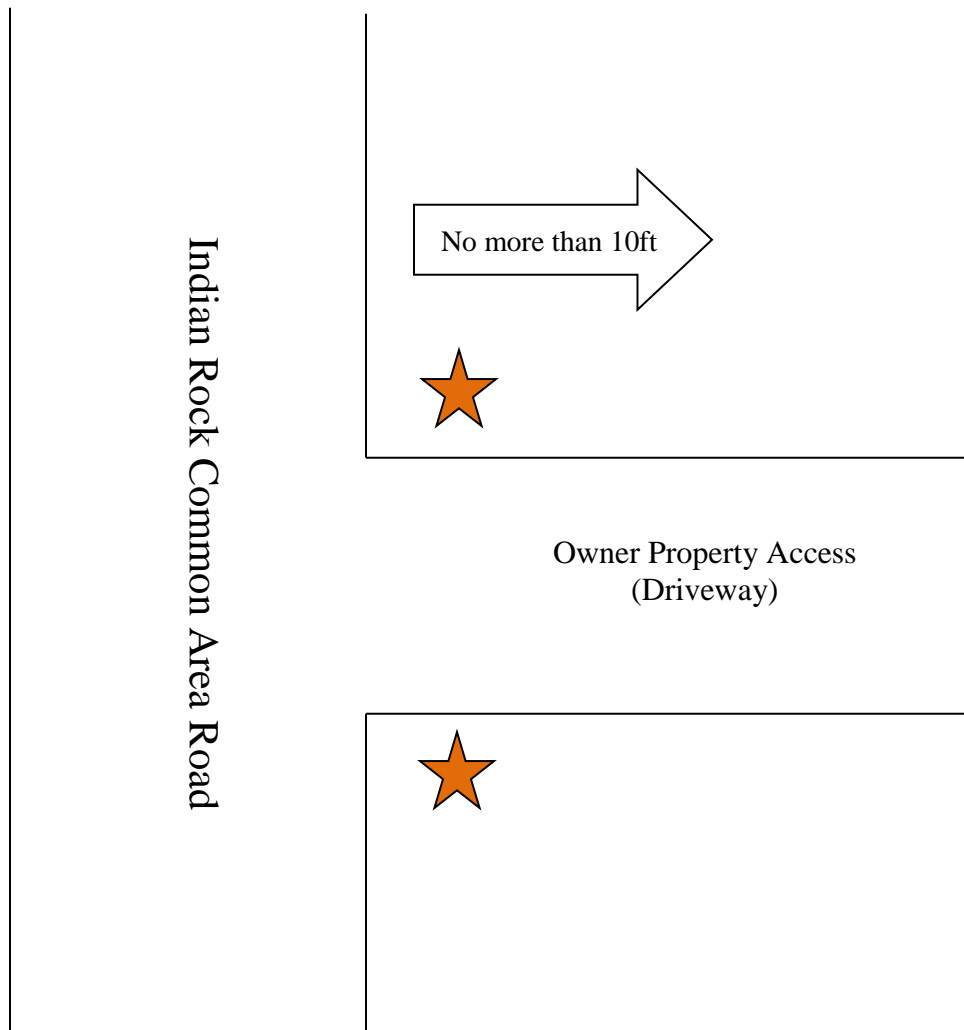 Indian Rock Common Area Road
No more than 10ft
Owner Property Access
(Driveway)